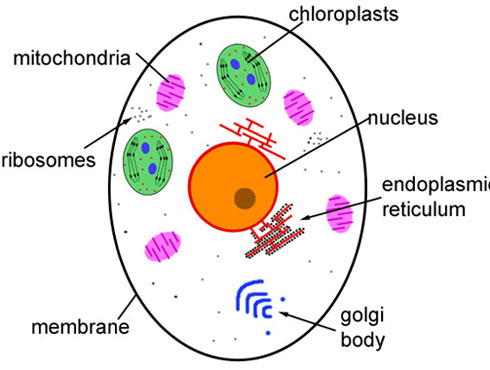 chloroplasts
mitochondria
nucleus
ribosomes
endoplasmic
reticulum
membrane
golgi
body